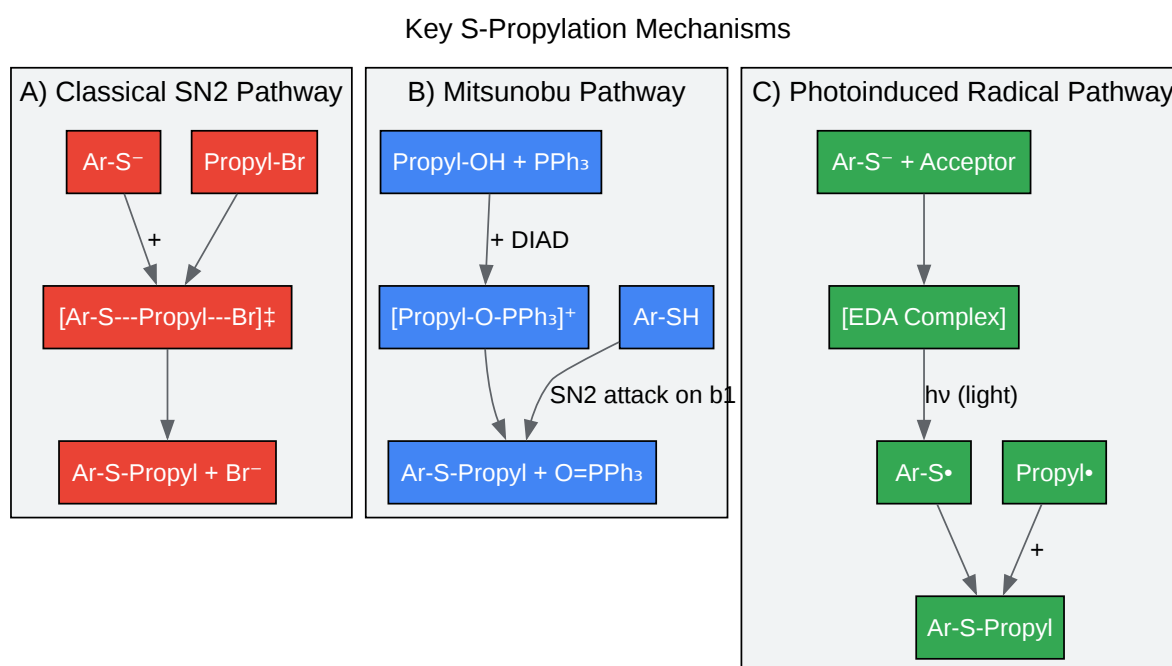 Key S-Propylation Mechanisms
A) Classical SN2 Pathway
Ar-S⁻
Propyl-Br
+
[Ar-S---Propyl---Br]‡
Ar-S-Propyl + Br⁻
B) Mitsunobu Pathway
Propyl-OH + PPh₃
+ DIAD
[Propyl-O-PPh₃]⁺
Ar-SH
SN2 attack on b1
Ar-S-Propyl + O=PPh₃
C) Photoinduced Radical Pathway
Ar-S⁻ + Acceptor
[EDA Complex]
hν (light)
Ar-S•
Propyl•
+
Ar-S-Propyl